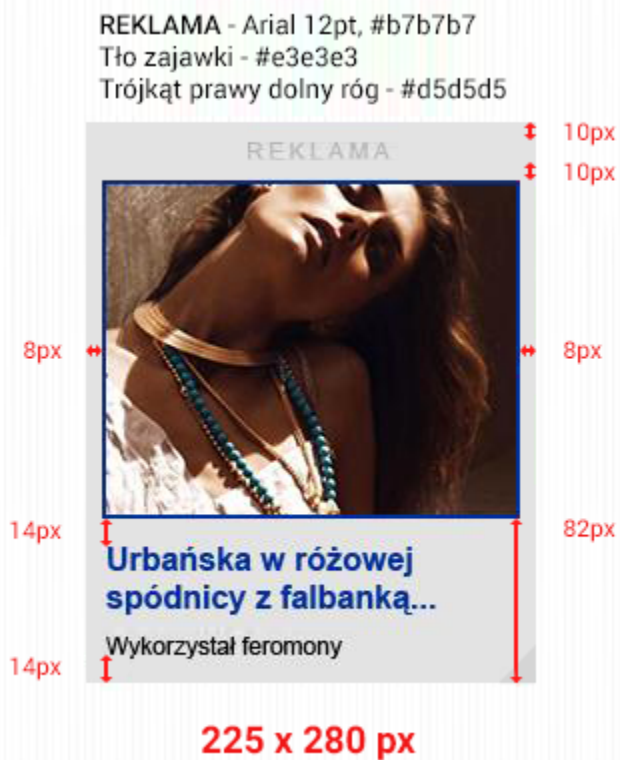 REKLAMA - Arial 12pt, #b7b7b7
Tło zajawki - #e3e3e3
Trójkąt prawy dolny róg - #d5d5d5
10px
REKLAMA
10px
8px
8px
14px
82px
Urbańska w różowej
spódnicy z falbanką...
Wykorzystał feromony
14px
225 x 280 px